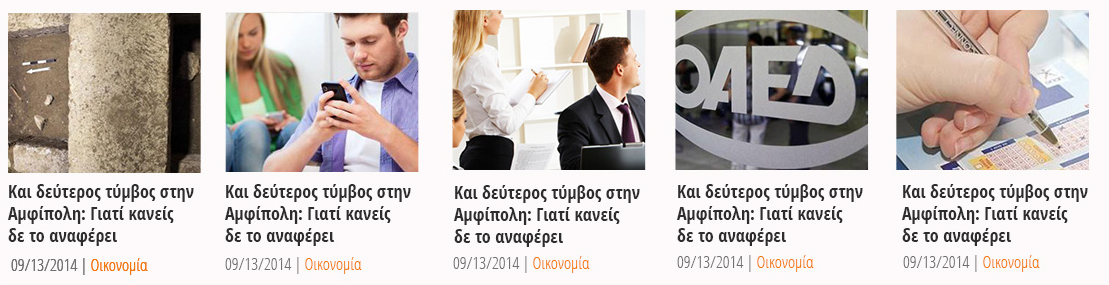 ΟΑΕΔ
Και δεύτερος τύμβος στην
Αμφίπολη: Γιατί κανείς
δε το αναφέρει
09/13/2014 | Οικονομία
Και δεύτερος τύμβος στην
Αμφίπολη: Γιατί κανείς
δε το αναφέρει
09/13/2014 | Οικονομία
Και δεύτερος τύμβος στην
Αμφίπολη: Γιατί κανείς
δε το αναφέρει
09/13/2014 | Οικονομία
Και δεύτερος τύμβος στην
Αμφίπολη: Γιατί κανείς
δε το αναφέρει
09/13/2014 | Οικονομία
Και δεύτερος τύμβος στην
Αμφίπολη: Γιατί κανείς
δε το αναφέρει
09/13/2014 | Οικονομία